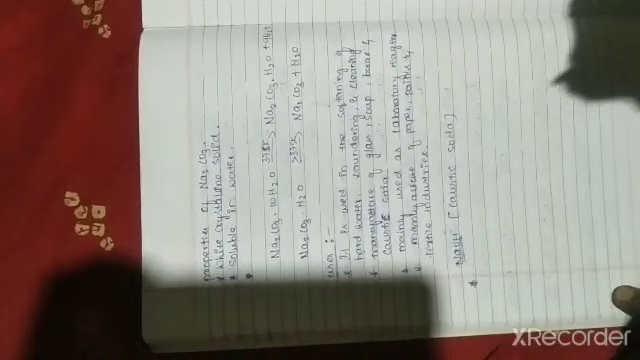 properties of Na2CO3.
* white crystalline solid.
* soluble in water.
*
Na2CO3.10H2O 375K> Na2CO3.H2O + 9H2O
Na2CO3.H2O >373K> Na2CO3 + H2O
uses :-
* It is used in the softening of
hard water, laundering & cleaning
* manufacture of glass, soap, borax &
caustic soda
* mainly used as laboratory
* manufacture of paper, paints &
textile industries.
* NaOH [caustic soda]
XRecorder